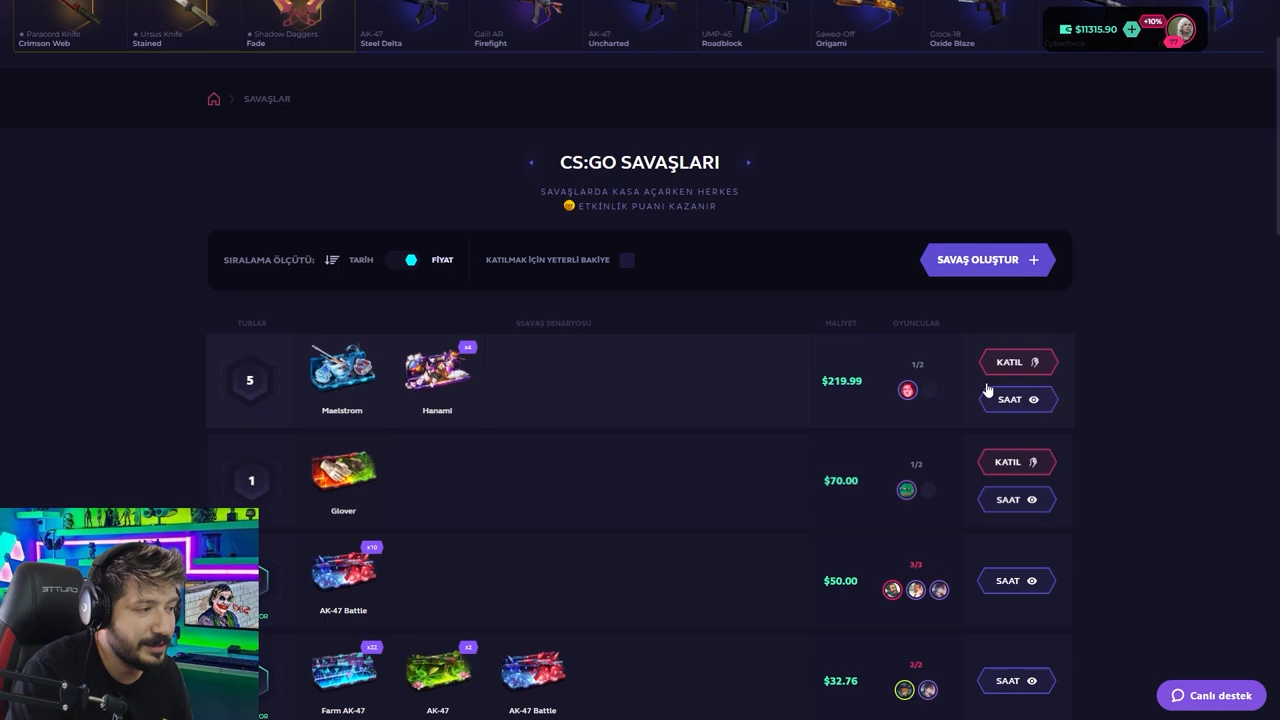 ★ Paracord Knife
Crimson Web
★ Ursus Knife
Stained
★ Shadow Daggers
Fade
AK-47
Steel Delta
Galil AR
Firefight
AK-47
Uncharted
UMP-45
Roadblock
Sawed-Off
Origami
Glock-18
Oxide Blaze
Cyberforce
$11315.90
+10%
77
SAVAŞLAR
CS:GO SAVAŞLARI
SAVAŞLARDA KASA AÇARKEN HERKES
ETKİNLİK PUANI KAZANIR
SIRALAMA ÖLÇÜTÜ:
TARİH
FİYAT
KATILMAK İÇİN YETERLİ BAKİYE
SAVAŞ OLUŞTUR +
TURLAR
SSAVAŞ SENARYOSU
MALİYET
OYUNCULAR
5
Maelstrom
x4
Hanami
$219.99
1/2
KATIL
SAAT
1
Glover
$70.00
1/2
KATIL
SAAT
x10
AK-47 Battle
$50.00
3/3
SAAT
x22
Farm AK-47
x2
AK-47
AK-47 Battle
$32.76
2/2
SAAT
Canlı destek